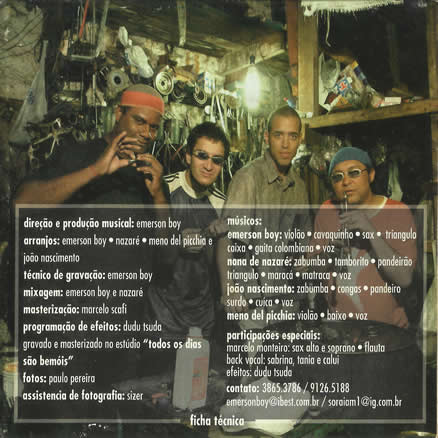 direção e produção musical: emerson boy
arranjos: emerson boy • nazaré • meno del picchia e
joão nascimento
técnico de gravação: emerson boy
mixagem: emerson boy e nazaré
masterização: marcelo scafi
programação de efeitos: dudu tsuda
gravado e masterizado no estúdio "todos os dias
são bemóis"
fotos: paulo pereira
assistencia de fotografia: sizer
músicos:
emerson boy: violão • cavaquinho • sax • triangula
caixa • gaita colombiana • voz
nana de nazaré: zabumba • tamborito • pandeirão
triangulo • maracá • matraca • voz
joão nascimento: zabumba • congas • pandeiro
surdo • cuíca • voz
meno del picchia: violão • baixo • voz
participações especiais:
marcelo monteiro: sax alto e soprano • flauta
back vocal: sabrina, tania e calui
efeitos: dudu tsuda
contato: 3865.3786 / 9126.5188
emersonboy@ibest.com.br / soraiam1@ig.com.br
ficha técnica